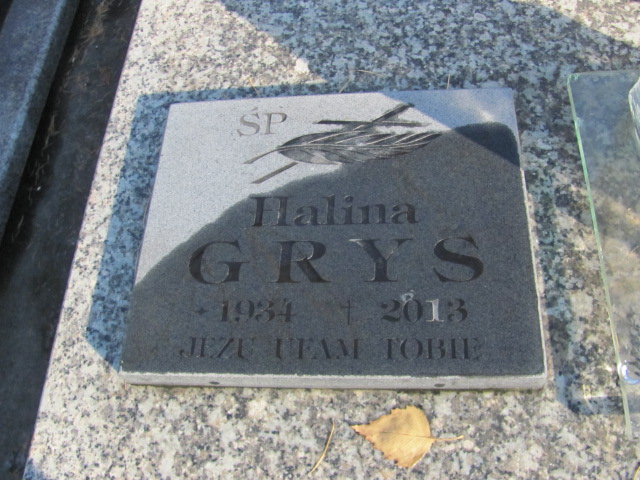 ŚP
Halina
GRYS
* 1934 † 2013
JEZU UFAM TOBIE